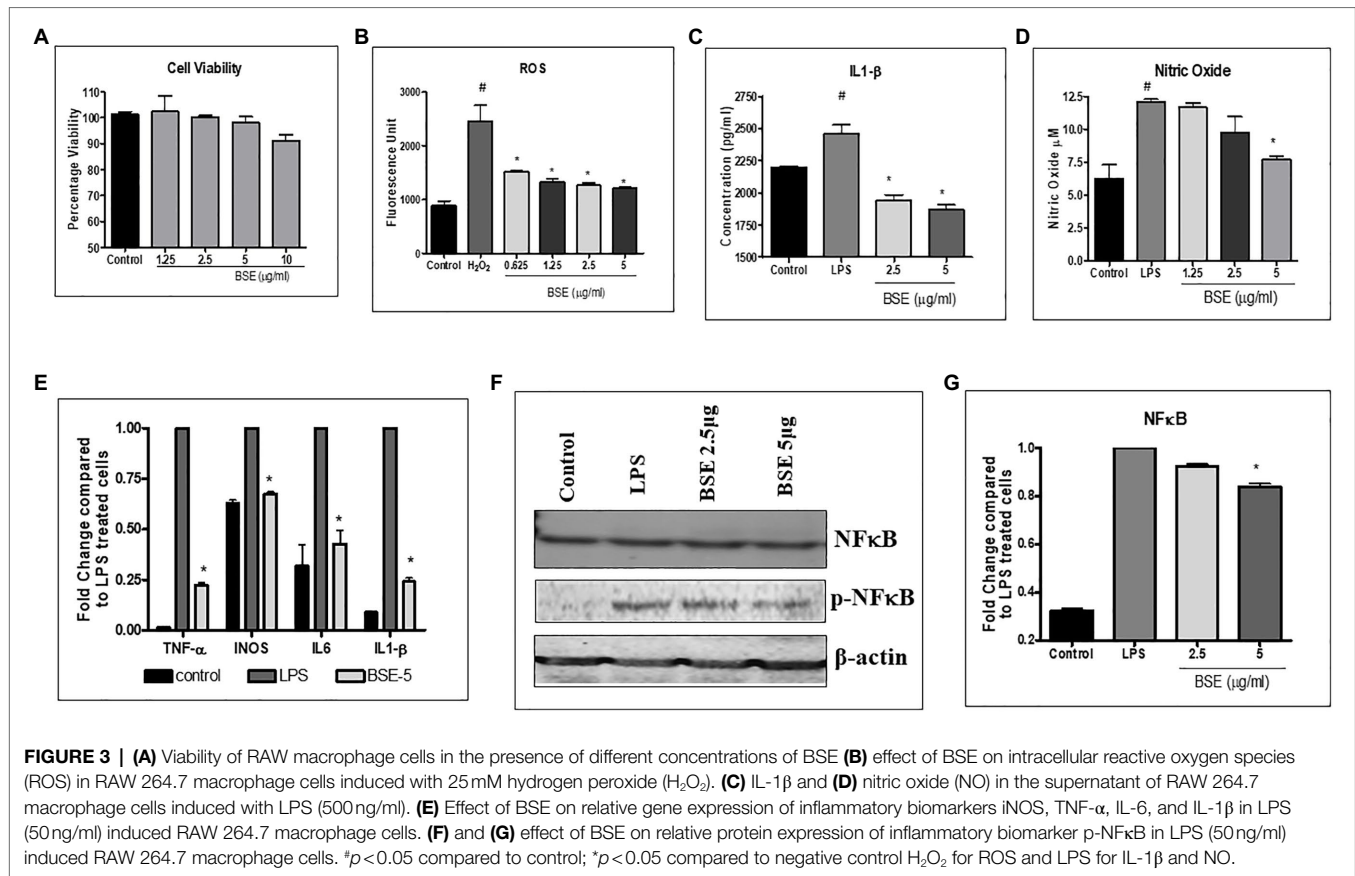 A
Cell Viability
Percentage Viability
110
100
90
80
70
60
50
Control
1.25
2.5
5
10
BSE (µg/ml)
B
ROS
Fluorescence Unit
3000
2000
1000
0
#
*
*
*
*
Control
H₂O₂
0.625
1.25
2.5
5
BSE (µg/ml)
C
IL1-β
Concentration (pg/ml)
2750
2500
2250
2000
1750
1500
#
*
*
Control
LPS
2.5
5
BSE (µg/ml)
D
Nitric Oxide
Nitric Oxide µM
12.5
10.0
7.5
5.0
2.5
0.0
#
*
Control
LPS
1.25
2.5
5
BSE (µg/ml)
E
Fold Change compared
to LPS treated cells
1.00
0.75
0.50
0.25
0.00
*
*
*
*
TNF-α
INOS
IL6
IL1-β
control
LPS
BSE-5
F
Control
LPS
BSE 2.5µg
BSE 5µg
NFκB
p-NFκB
β-actin
G
NFκB
Fold Change compared
to LPS treated cells
1.0
0.8
0.6
0.4
0.2
*
Control
LPS
2.5
5
BSE (µg/ml)
FIGURE 3 | (A) Viability of RAW macrophage cells in the presence of different concentrations of BSE (B) effect of BSE on intracellular reactive oxygen species
(ROS) in RAW 264.7 macrophage cells induced with 25 mM hydrogen peroxide (H₂O₂). (C) IL-1β and (D) nitric oxide (NO) in the supernatant of RAW 264.7
macrophage cells induced with LPS (500 ng/ml). (E) Effect of BSE on relative gene expression of inflammatory biomarkers iNOS, TNF-α, IL-6, and IL-1β in LPS
(50 ng/ml) induced RAW 264.7 macrophage cells. (F) and (G) effect of BSE on relative protein expression of inflammatory biomarker p-NFκB in LPS (50 ng/ml)
induced RAW 264.7 macrophage cells. #p < 0.05 compared to control; *p < 0.05 compared to negative control H₂O₂ for ROS and LPS for IL-1β and NO.